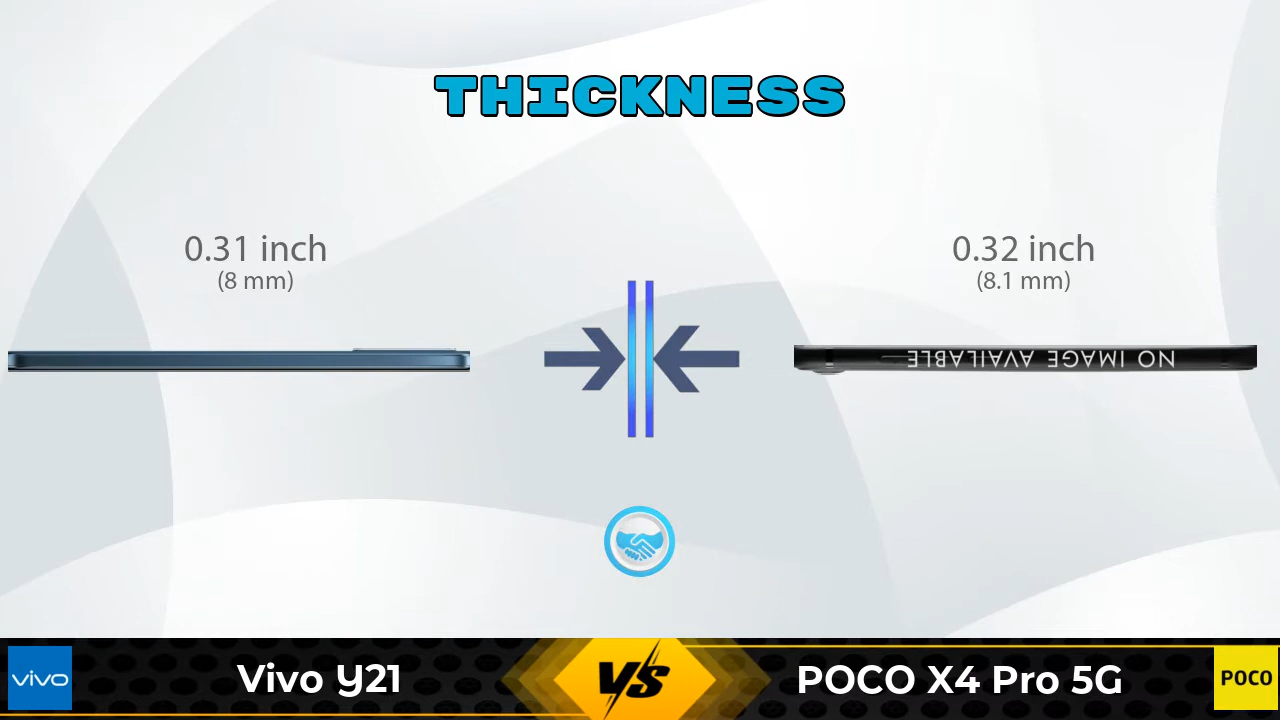 THICKNESS
0.31 inch
(8 mm)
0.32 inch
(8.1 mm)
NO IMAGE AVAILABLE
vivo
Vivo Y21
VS
POCO X4 Pro 5G
POCO